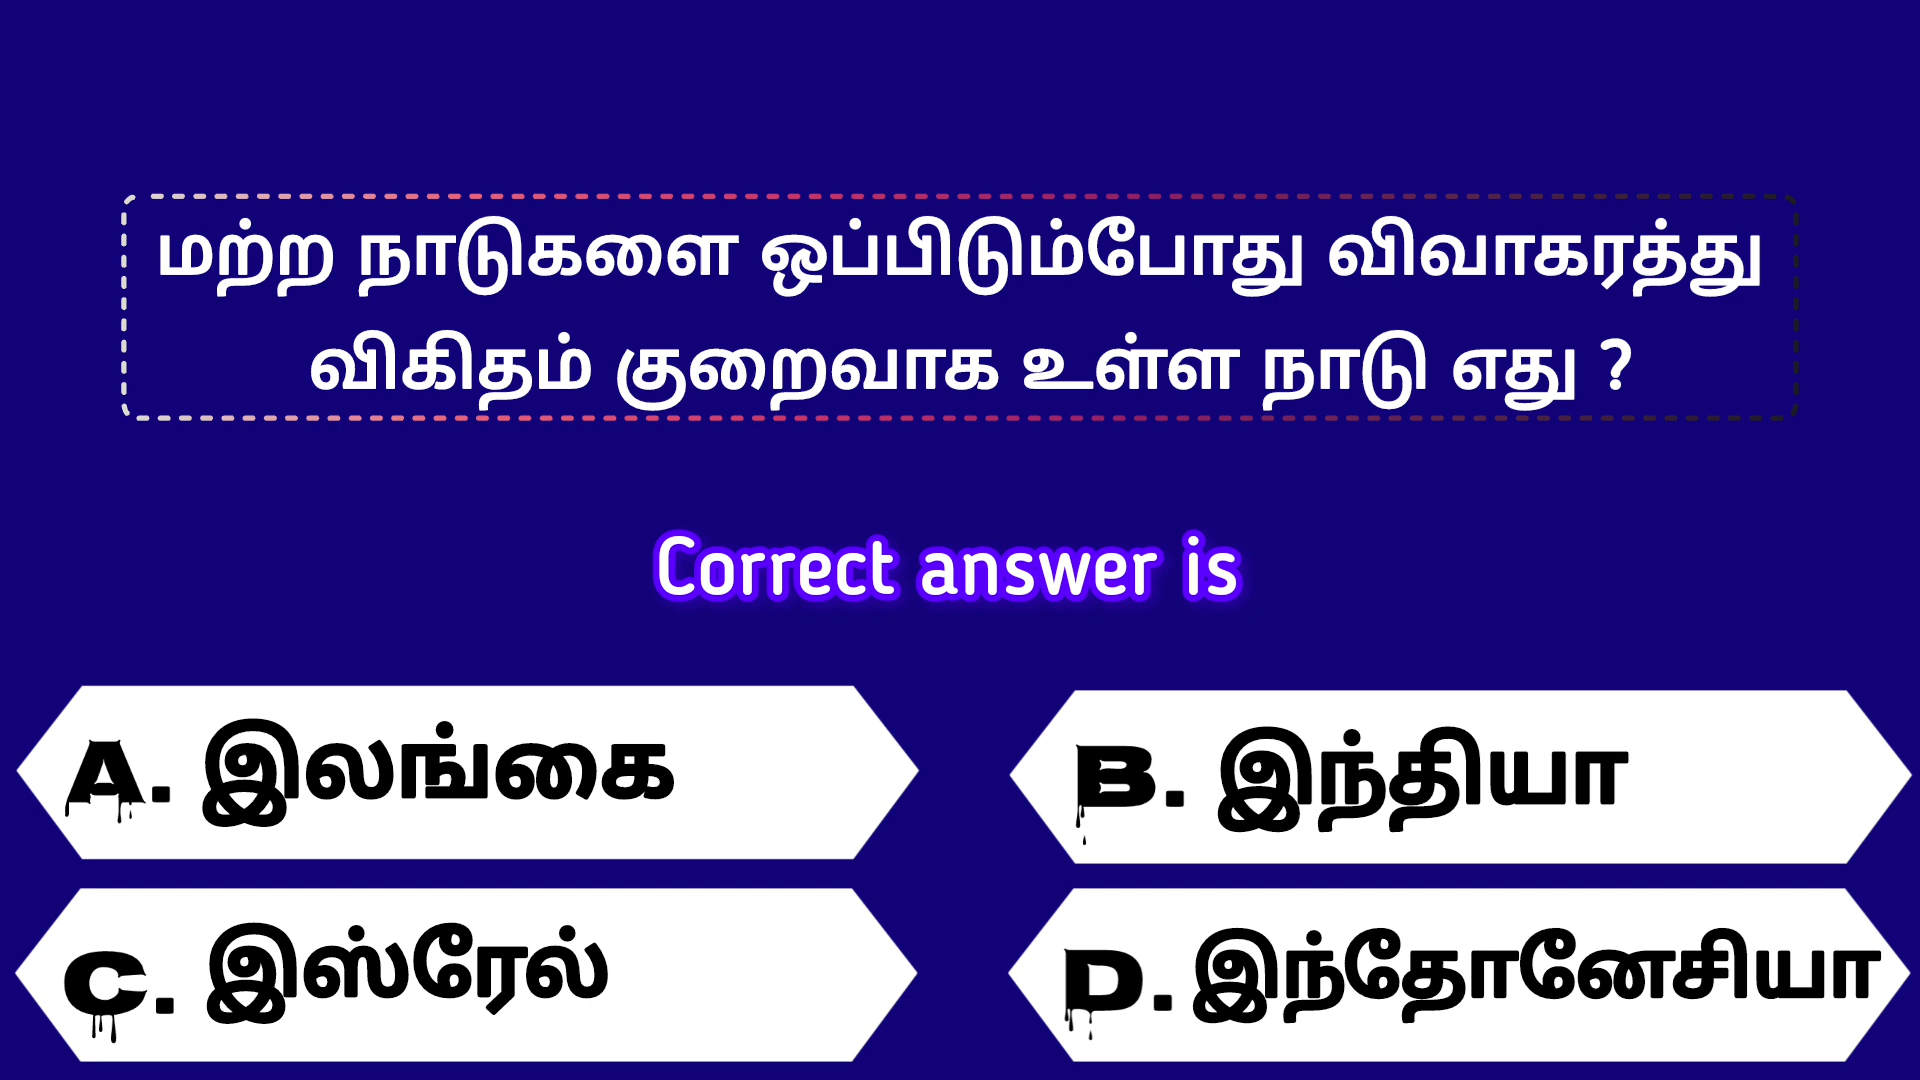 மற்ற நாடுகளை ஒப்பிடும்போது விவாகரத்து
விகிதம் குறைவாக உள்ள நாடு எது ?
Correct answer is
A. இலங்கை
B. இந்தியா
C. இஸ்ரேல்
D. இந்தோனேசியா